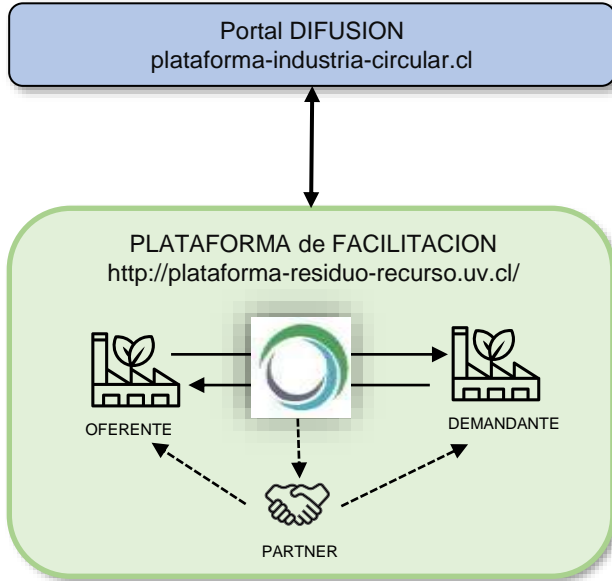 Portal DIFUSION
plataforma-industria-circular.cl
PLATAFORMA de FACILITACION
http://plataforma-residuo-recurso.uv.cl/
OFERENTE
DEMANDANTE
PARTNER